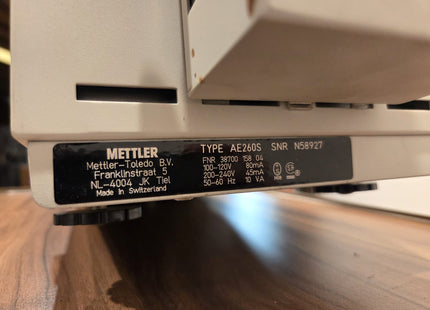 METTLER
Mettler-Toledo B.V.
Franklinstraat 5
NL-4004 JK Tiel
Made in Switzerland
TYPE AE260S SNR N58927
FNR 38700 158 04
100-120V 80mA
200-240V 45mA
50-60 Hz 10 VA